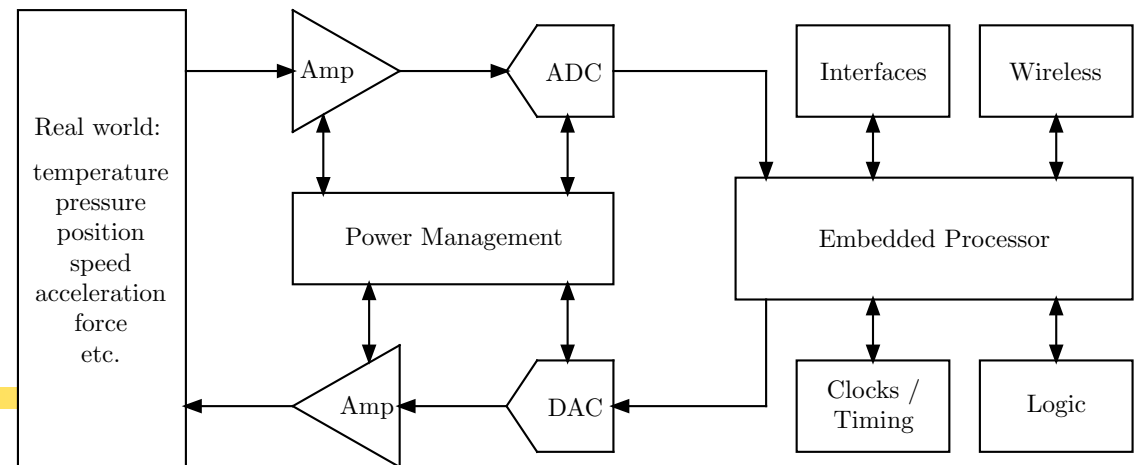 Real world:
temperature
pressure
position
speed
acceleration
force
etc.
Amp
ADC
Interfaces
Wireless
Power Management
Embedded Processor
Amp
DAC
Clocks /
Timing
Logic